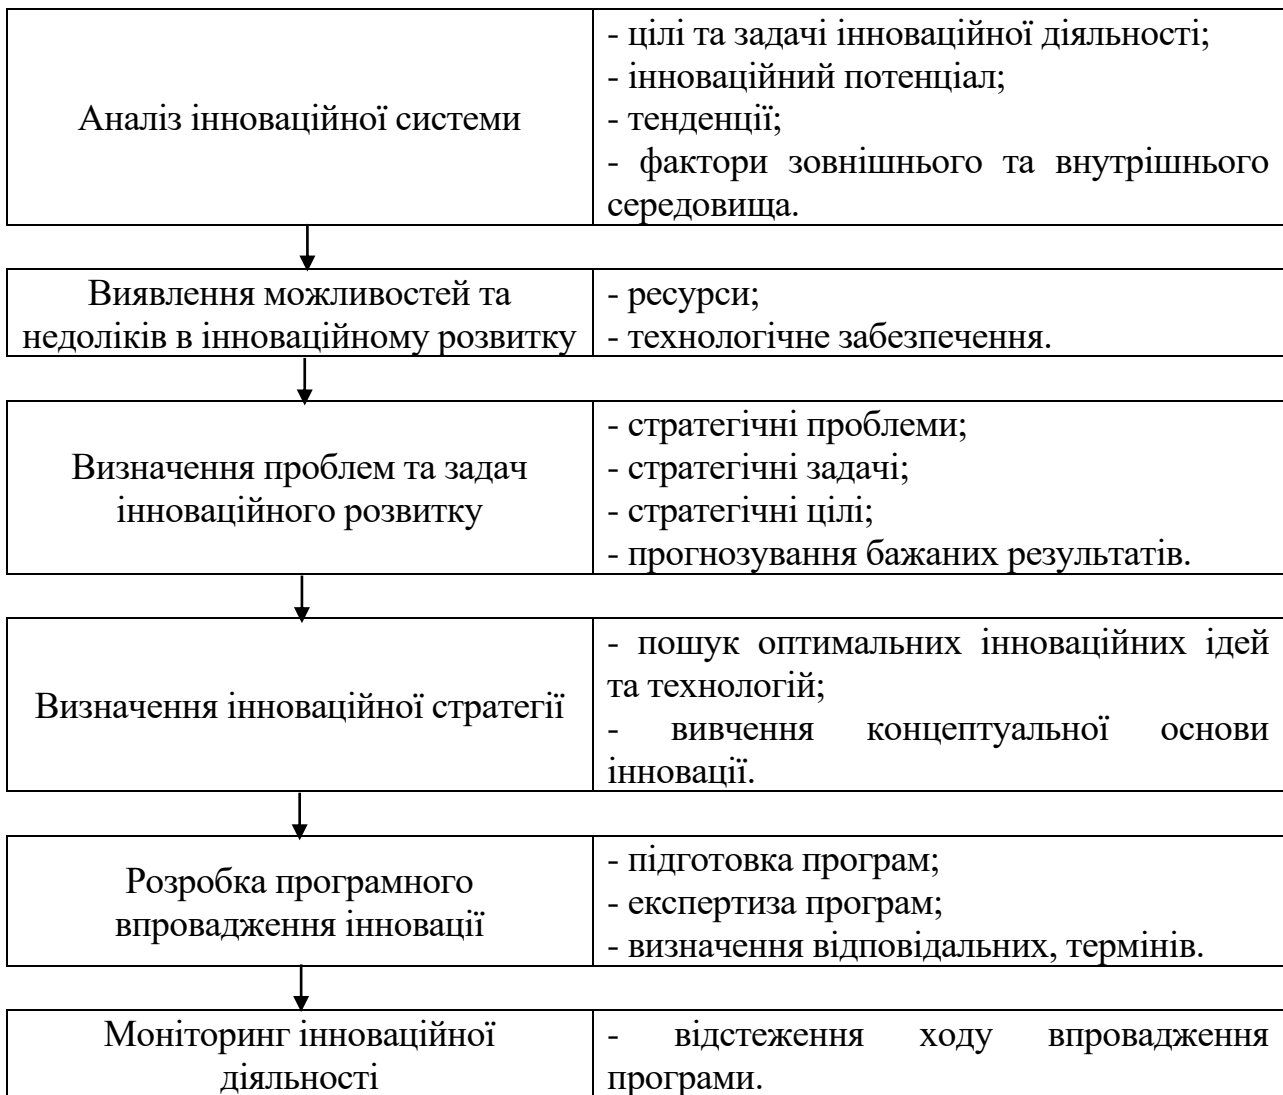 Аналіз інноваційної системи
- цілі та задачі інноваційної діяльності;
- інноваційний потенціал;
- тенденції;
- фактори зовнішнього та внутрішнього
середовища.
Виявлення можливостей та
недоліків в інноваційному розвитку
- ресурси;
- технологічне забезпечення.
Визначення проблем та задач
інноваційного розвитку
- стратегічні проблеми;
- стратегічні задачі;
- стратегічні цілі;
- прогнозування бажаних результатів.
Визначення інноваційної стратегії
- пошук оптимальних інноваційних ідей
та технологій;
- вивчення концептуальної основи
інновації.
Розробка програмного
впровадження інновації
- підготовка програм;
- експертиза програм;
- визначення відповідальних, термінів.
Моніторинг інноваційної
діяльності
- відстеження ходу впровадження
програми.